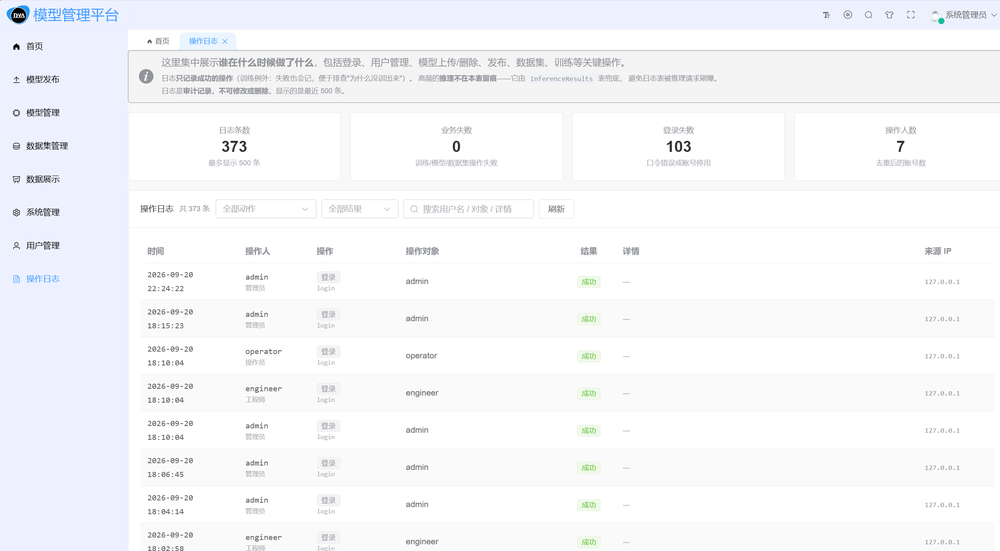 DVA 模型管理平台
系统管理员
首页
模型发布
模型管理
数据集管理
数据展示
系统管理
用户管理
操作日志
首页 操作日志
这里集中展示谁在什么时候做了什么，包括登录、用户管理、模型上传/删除、发布、数据集、训练等关键操作。
日志只记录成功的操作（训练例外：失败也会记，便于排查"为什么没训出来"）。 高频的推理不在本表留痕——它由 InferenceResults 表兜底， 避免日志表被推理请求刷爆。
日志是审计记录，不可修改或删除。显示的是最近 500 条。
日志条数
373
最多显示 500 条
业务失败
0
训练/模型/数据集操作失败
登录失败
103
口令错误或账号停用
操作人数
7
去重后的账号数
操作日志 共 373 条 全部动作 全部结果 搜索用户名 / 对象 / 详情 刷新
时间 操作人 操作 操作对象 结果 详情 来源 IP
2026-09-20 22:24:22 admin 管理员 登录 login admin 成功 — 127.0.0.1
2026-09-20 18:15:23 admin 管理员 登录 login admin 成功 — 127.0.0.1
2026-09-20 18:10:04 operator 操作员 登录 login operator 成功 — 127.0.0.1
2026-09-20 18:10:04 engineer 工程师 登录 login engineer 成功 — 127.0.0.1
2026-09-20 18:10:04 admin 管理员 登录 login admin 成功 — 127.0.0.1
2026-09-20 18:06:45 admin 管理员 登录 login admin 成功 — 127.0.0.1
2026-09-20 18:04:14 admin 管理员 登录 login admin 成功 — 127.0.0.1
2026-09-20 18:02:58 engineer 工程师 登录 login engineer 成功 — 127.0.0.1